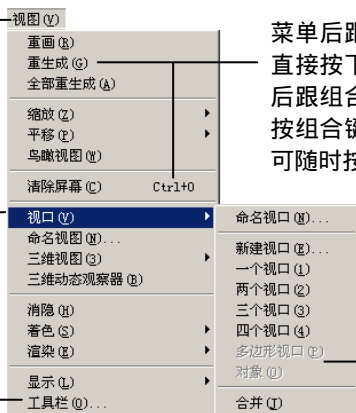 视图(V)
重画(R)
重生成(G)
全部重生成(A)
缩放(Z)
平移(P)
鸟瞰视图(W)
清除屏幕(C) Ctrl+0
视口(V)
命名视图(N)...
三维视图(3)
三维动态观察器(B)
消隐(H)
着色(S)
渲染(E)
显示(L)
工具栏(O)...
菜单后跟
直接按下
后跟组合
按组合键
可随时按
命名视口(N)...
新建视口(E)...
一个视口(1)
两个视口(2)
三个视口(3)
四个视口(4)
多边形视口(P)
对象(O)
合并(J)